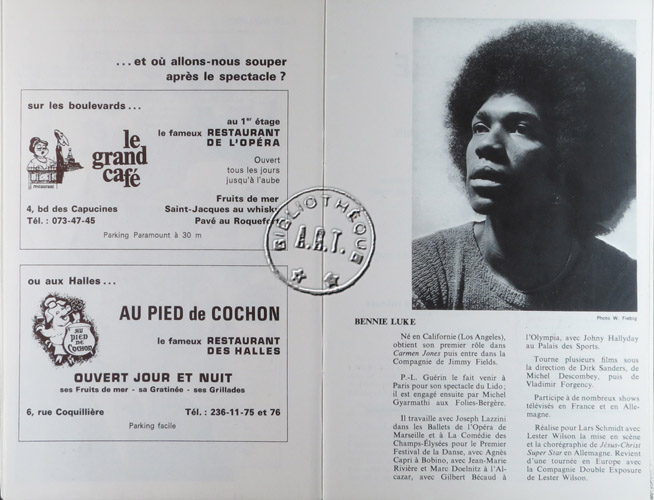 ...et où allons-nous souper
après le spectacle ?
sur les boulevards...
le
grand
café
restaurant
au 1er étage
le fameux RESTAURANT
DE L'OPÉRA
Ouvert
tous les jours
jusqu'à l'aube
Fruits de mer
Saint-Jacques au whisky
Pavé au Roquefort
4, bd des Capucines
Tél. : 073-47-45
Parking Paramount à 30 m
ou aux Halles...
AU
PIED
DE
COCHON
AU PIED de COCHON
le fameux RESTAURANT
DES HALLES
OUVERT JOUR ET NUIT
ses Fruits de mer - sa Gratinée - ses Grillades
6, rue Coquillière
Tél. : 236-11-75 et 76
Parking facile
BIBLIOTHÈQUE
A.R.T.
Photo W. Fiebig
BENNIE LUKE
Né en Californie (Los Angeles),
obtient son premier rôle dans
Carmen Jones puis entre dans la
Compagnie de Jimmy Fields.
P.-L. Guérin le fait venir à
Paris pour son spectacle du Lido ;
il est engagé ensuite par Michel
Gyarmathi aux Folies-Bergère.
Il travaille avec Joseph Lazzini
dans les Ballets de l'Opéra de
Marseille et à La Comédie des
Champs-Élysées pour le Premier
Festival de la Danse, avec Agnès
Capri à Bobino, avec Jean-Marie
Rivière et Marc Doelnitz à l'Al-
cazar, avec Gilbert Bécaud à
l'Olympia, avec Johny Hallyday
au Palais des Sports.
Tourne plusieurs films sous
la direction de Dirk Sanders, de
Michel Descombey, puis de
Vladimir Forgency.
Participe à de nombreux shows
télévisés en France et en Alle-
magne.
Réalise pour Lars Schmidt avec
Lester Wilson la mise en scène
et la chorégraphie de Jésus-Christ
Super Star en Allemagne. Revient
d'une tournée en Europe avec
la Compagnie Double Exposure
de Lester Wilson.